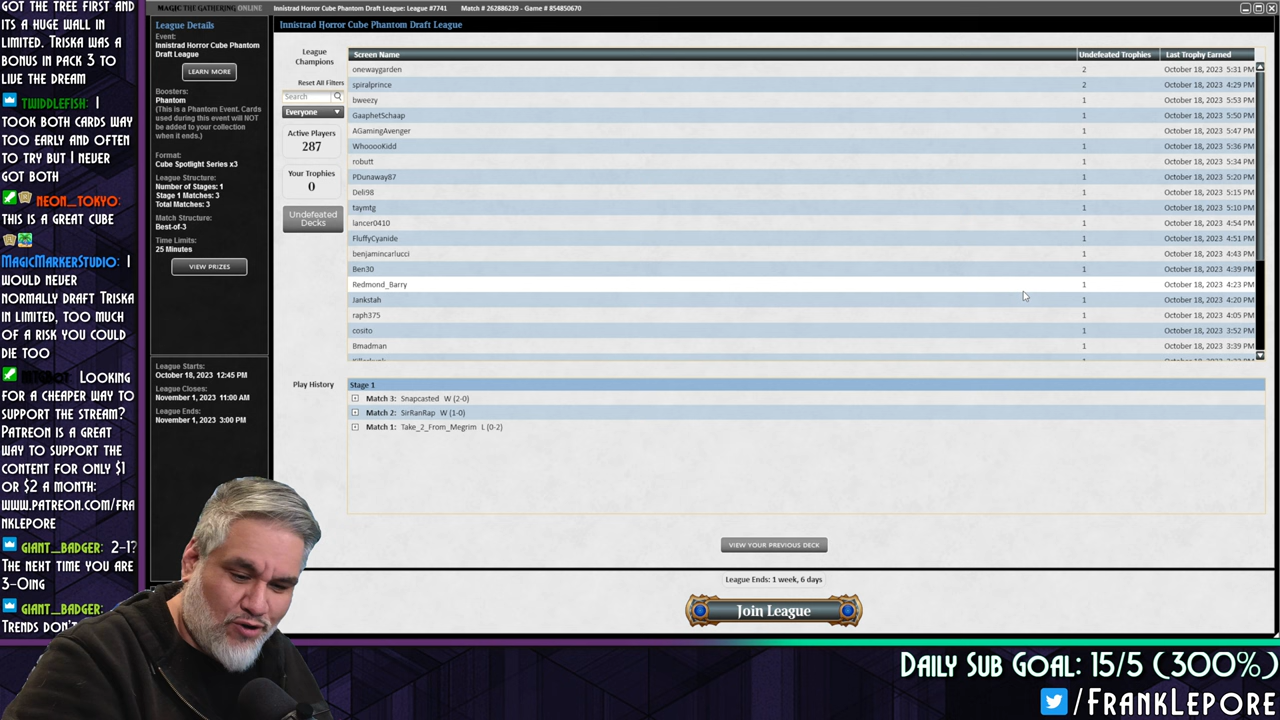 GOT THE TREE FIRST AND
ITS A HUGE WALL IN
LIMITED. TRISKA WAS A
BONUS IN PACK 3 TO
LIVE THE DREAM
TWIDDLEFISH: I
TOOK BOTH CARDS WAY
TOO EARLY AND OFTEN
TO TRY BUT I NEVER
GOT BOTH
NEON_TOKYO:
THIS IS A GREAT CUBE
MAGICMARKERSTUDIO: I
WOULD NEVER
NORMALLY DRAFT TRISKA
IN LIMITED, TOO MUCH
OF A RISK YOU COULD
DIE TOO
LOOKING
FOR A CHEAPER WAY TO
SUPPORT THE STREAM?
PATREON IS A GREAT
WAY TO SUPPORT THE
CONTENT FOR ONLY $1
OR $2 A MONTH:
WWW.PATREON.COM/FRA
NKLEPORE
GIANT_BADGER: 2-1?
THE NEXT TIME YOU ARE
3-0ING
GIANT_BADGER:
TRENDS DON'T
MAGIC THE GATHERING ONLINE
Innistrad Horror Cube Phantom Draft League: League #7741 Match # 262886239 - Game # 854850670
League Details
Event:
Innistrad Horror Cube Phantom
Draft League
LEARN MORE
Boosters:
Phantom
(This is a Phantom Event. Cards
used during this event will NOT
be added to your collection
when it ends.)
Format:
Cube Spotlight Series x3
League Structure:
Number of Stages: 1
Stage 1 Matches: 3
Total Matches: 3
Match Structure:
Best-of-3
Time Limits:
25 Minutes
VIEW PRIZES
League Starts:
October 18, 2023 12:45 PM
League Closes:
November 1, 2023 11:00 AM
League Ends:
November 1, 2023 3:00 PM
Innistrad Horror Cube Phantom Draft League
League
Champions
Reset All Filters
Search
Everyone
Active Players
287
Your Trophies
0
Undefeated
Decks
Screen Name Undefeated Trophies Last Trophy Earned
onewaygarden 2 October 18, 2023 5:31 PM
spiralprince 2 October 18, 2023 4:29 PM
bweezy 1 October 18, 2023 5:53 PM
GaaphetSchaap 1 October 18, 2023 5:50 PM
AGamingAvenger 1 October 18, 2023 5:47 PM
WhooooKidd 1 October 18, 2023 5:36 PM
robutt 1 October 18, 2023 5:34 PM
PDunaway87 1 October 18, 2023 5:20 PM
Deli98 1 October 18, 2023 5:15 PM
taymtg 1 October 18, 2023 5:10 PM
lancer0410 1 October 18, 2023 4:54 PM
FluffyCyanide 1 October 18, 2023 4:51 PM
benjamincarlucci 1 October 18, 2023 4:43 PM
Ben30 1 October 18, 2023 4:39 PM
Redmond_Barry 1 October 18, 2023 4:23 PM
Jankstah 1 October 18, 2023 4:20 PM
raph375 1 October 18, 2023 4:05 PM
cosito 1 October 18, 2023 3:52 PM
Bmadman 1 October 18, 2023 3:39 PM
Play History
Stage 1
Match 3: Snapcasted W (2-0)
Match 2: SirRanRap W (1-0)
Match 1: Take_2_From_Megrim L (0-2)
VIEW YOUR PREVIOUS DECK
League Ends: 1 week, 6 days
Join League
DAILY SUB GOAL: 15/5 (300%)
/FRANKLEPORE